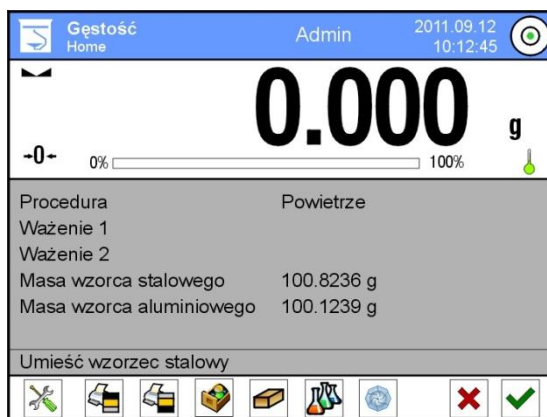 Gęstość Admin 2011.09.12
Home 10:12:45
0.000 g
→0← 0% 100%
Procedura Powietrze
Ważenie 1
Ważenie 2
Masa wzorca stalowego 100.8236 g
Masa wzorca aluminiowego 100.1239 g
Umieść wzorzec stalowy